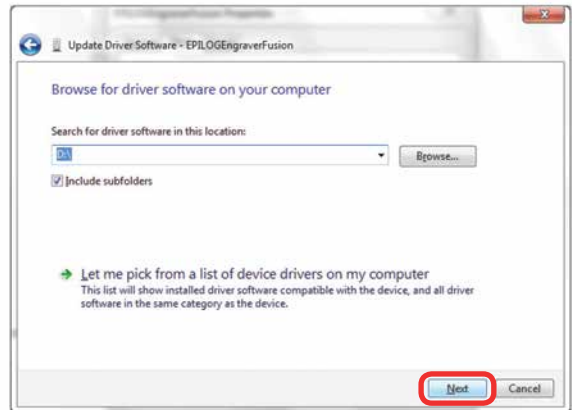 EPILOGEngraverFusion Properties
Update Driver Software - EPILOGEngraverFusion
Browse for driver software on your computer
Search for driver software in this location:
D:\
Browse...
Include subfolders
Let me pick from a list of device drivers on my computer
This list will show installed driver software compatible with the device, and all driver
software in the same category as the device.
Next
Cancel